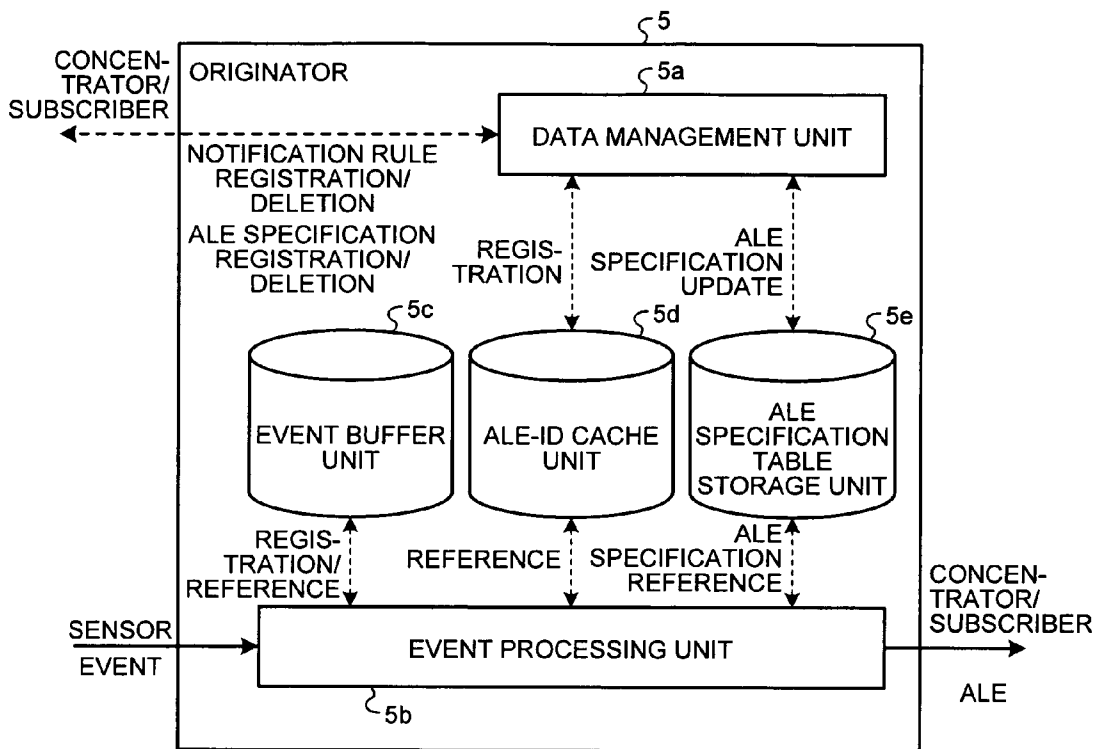 5
CONCEN-
TRATOR/
SUBSCRIBER
ORIGINATOR
5a
DATA MANAGEMENT UNIT
NOTIFICATION RULE
REGISTRATION/
DELETION
ALE SPECIFICATION
REGISTRATION/
DELETION
REGIS-
TRATION
ALE
SPECIFICATION
UPDATE
5c
5d
5e
EVENT BUFFER
UNIT
ALE-ID CACHE
UNIT
ALE
SPECIFICATION
TABLE
STORAGE UNIT
REGIS-
TRATION/
REFERENCE
REFERENCE
ALE
SPECIFICATION
REFERENCE
CONCEN-
TRATOR/
SUBSCRIBER
SENSOR
EVENT
EVENT PROCESSING UNIT
ALE
5b